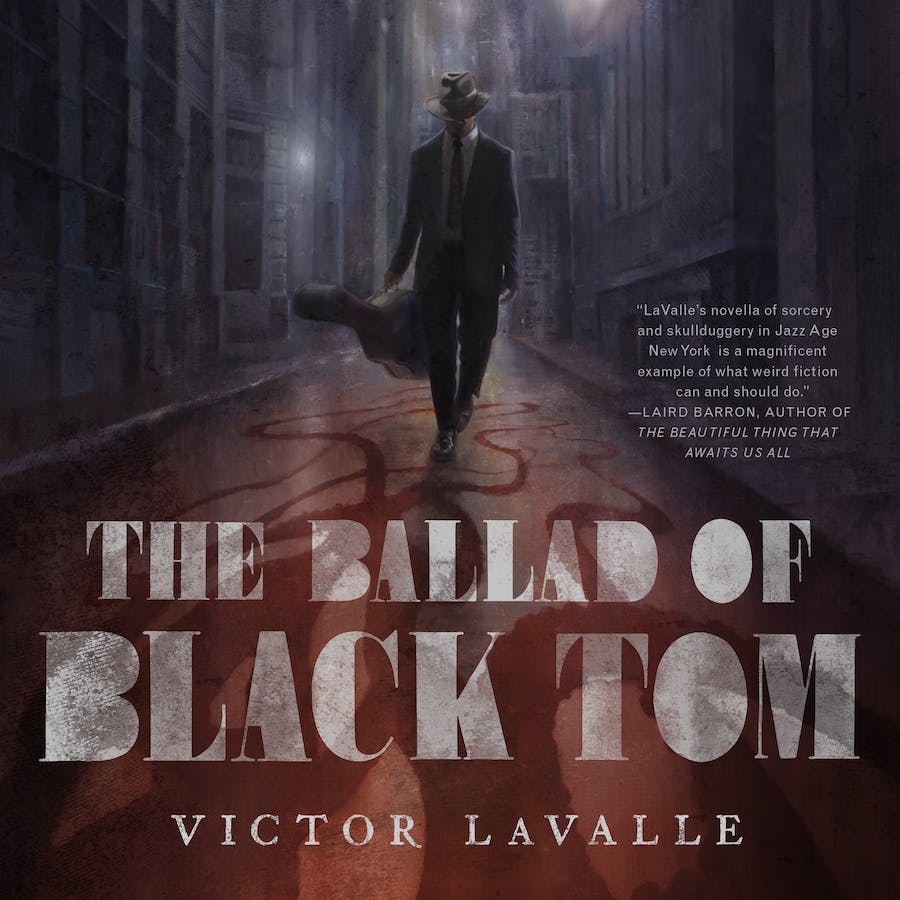 “LaValle’s novella of sorcery
and skullduggery in Jazz Age
New York is a magnificent
example of what weird fiction
can and should do.”
—LAIRD BARRON, AUTHOR OF
THE BEAUTIFUL THING THAT
AWAITS US ALL
THE BALLAD OF
BLACK TOM
VICTOR LAVALLE